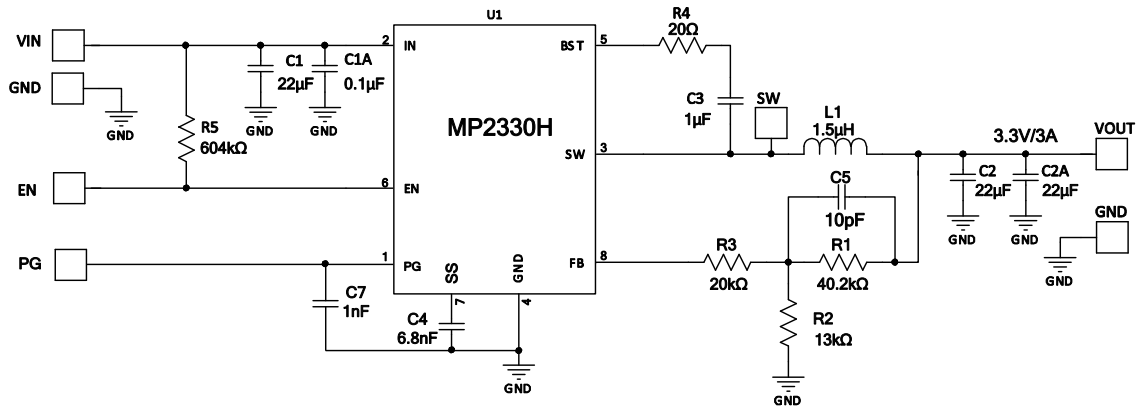 U1
VIN
2
IN
BST
5
R4
20Ω
GND
GND
C1
22µF
GND
C1A
0.1µF
GND
R5
604kΩ
MP2330H
C3
1µF
SW
L1
1.5µH
SW
3
3.3V/3A
VOUT
EN
6
EN
C5
10pF
C2
22µF
GND
C2A
22µF
GND
GND
GND
PG
1
PG
SS
GND
FB
8
R3
20kΩ
R1
40.2kΩ
C7
1nF
7
4
C4
6.8nF
GND
R2
13kΩ
GND